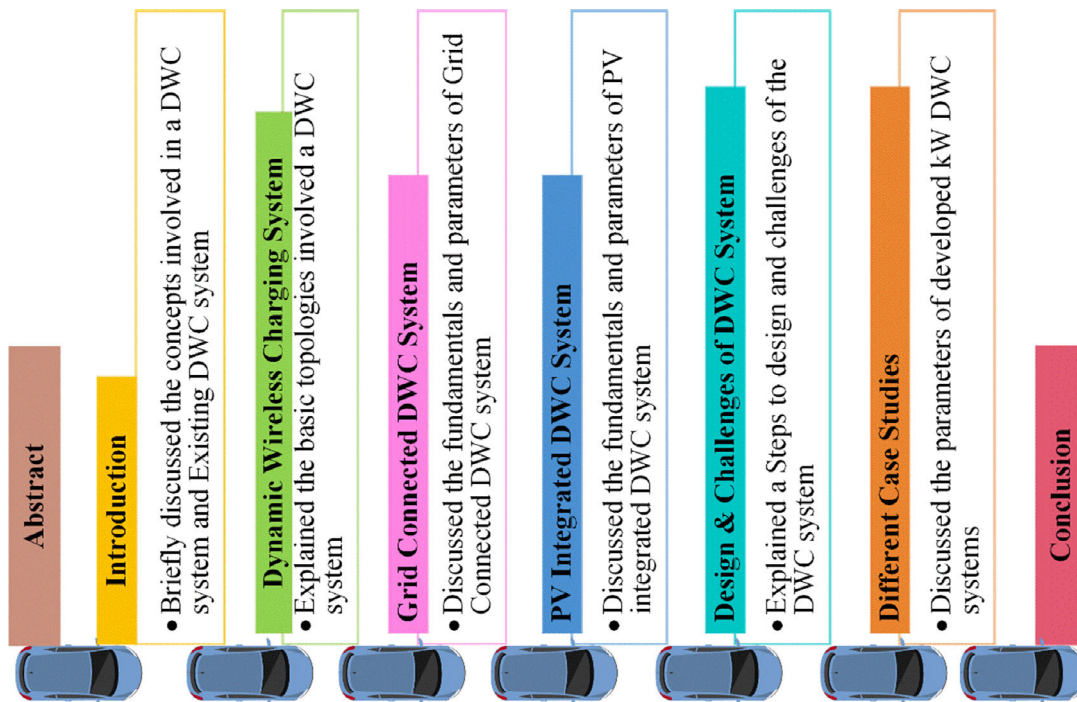 Abstract
Introduction
• Briefly discussed the concepts involved in a DWC
system and Existing DWC system
Dynamic Wireless Charging System
• Explained the basic topologies involved a DWC
system
Grid Connected DWC System
• Discussed the fundamentals and parameters of Grid
Connected DWC system
PV Integrated DWC System
• Discussed the fundamentals and parameters of PV
integrated DWC system
Design & Challenges of DWC System
• Explained a Steps to design and challenges of the
DWC system
Different Case Studies
• Discussed the parameters of developed kW DWC
systems
Conclusion